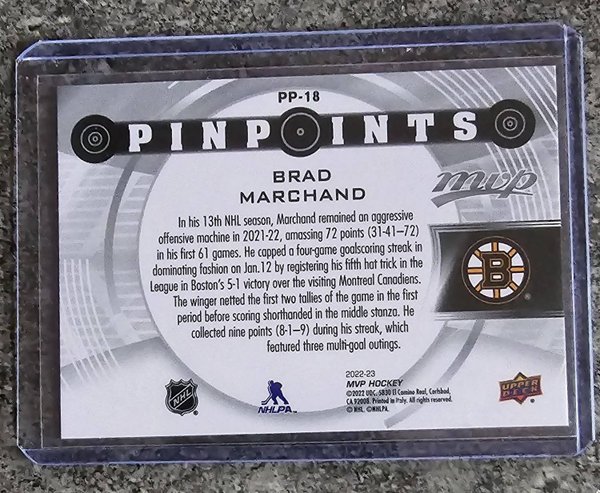 PP-18
PINPOINTS
BRAD
MARCHAND
mvp
In his 13th NHL season, Marchand remained an aggressive
offensive machine in 2021-22, amassing 72 points (31-41—72)
in his first 61 games. He capped a four-game goalscoring streak in
dominating fashion on Jan.12 by registering his fifth hat trick in the
League in Boston's 5-1 victory over the visiting Montreal Canadiens.
The winger netted the first two tallies of the game in the first
period before scoring shorthanded in the middle stanza. He
collected nine points (8-1—9) during his streak, which
featured three multi-goal outings.
B
2022-23
MVP HOCKEY
©2022 UDC. 5830 El Camino Real, Carlsbad,
CA 92008. Printed in Italy. All rights reserved.
© NHL. ©NHLPA.
NHL
NHLPA
UPPER
DECK